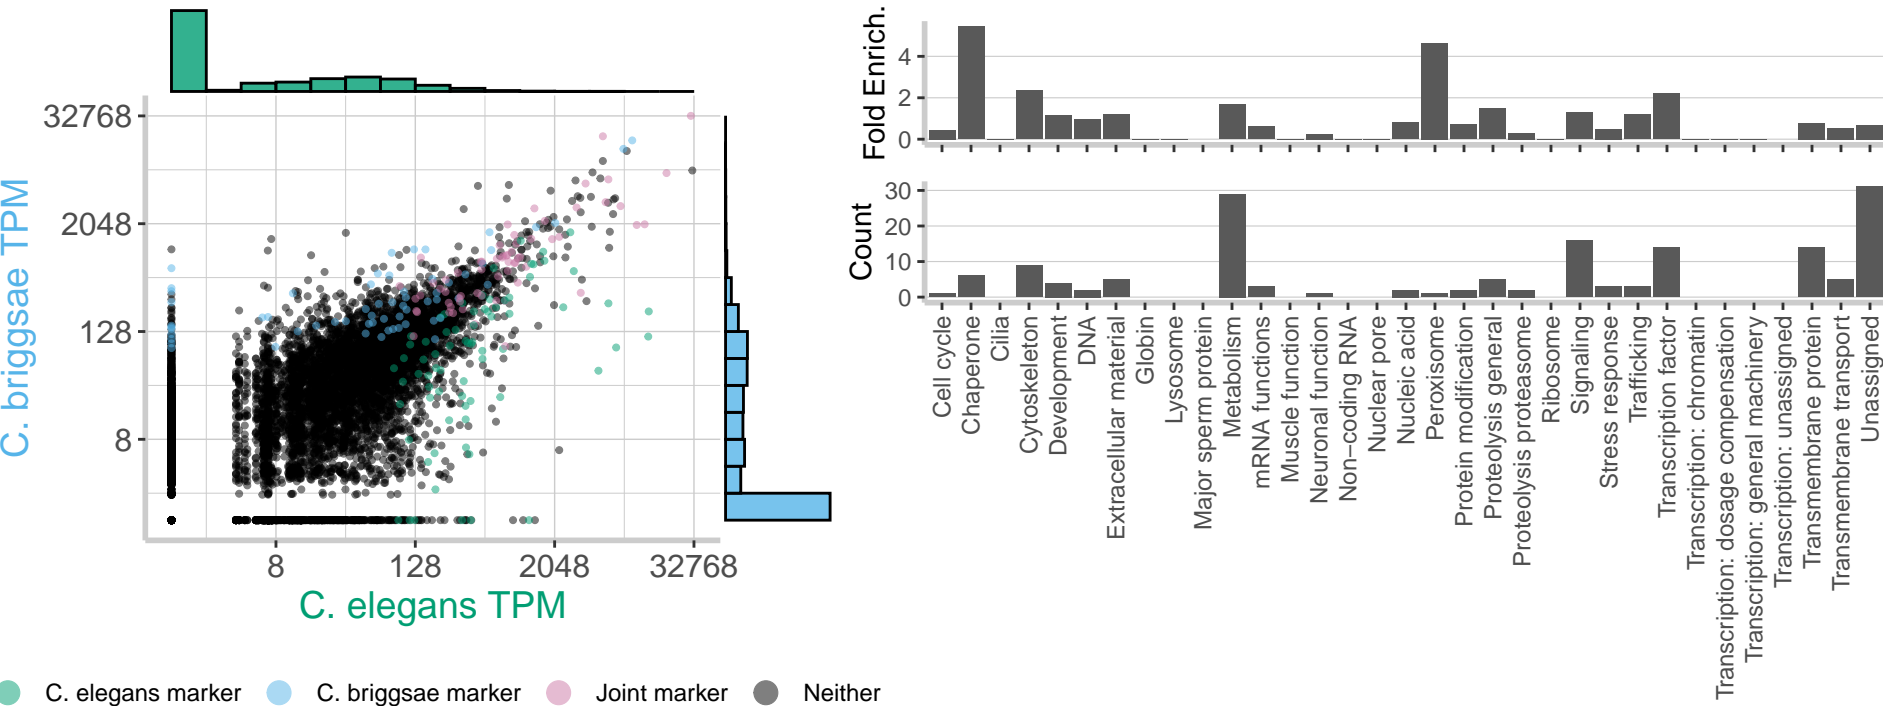 32768
2048
128
8
C. briggsae TPM
8
128
2048
32768
C. elegans TPM
C. elegans marker
C. briggsae marker
Joint marker
Neither
Fold Enrich.
4
2
0
Count
30
20
10
0
Cell cycle
Chaperone
Cilia
Cytoskeleton
Development
DNA
Extracellular material
Globin
Lysosome
Major sperm protein
Metabolism
mRNA functions
Muscle function
Neuronal function
Non−coding RNA
Nuclear pore
Nucleic acid
Peroxisome
Protein modification
Proteolysis general
Proteolysis proteasome
Ribosome
Signaling
Stress response
Trafficking
Transcription factor
Transcription: chromatin
Transcription: dosage compensation
Transcription: general machinery
Transcription: unassigned
Transmembrane protein
Transmembrane transport
Unassigned